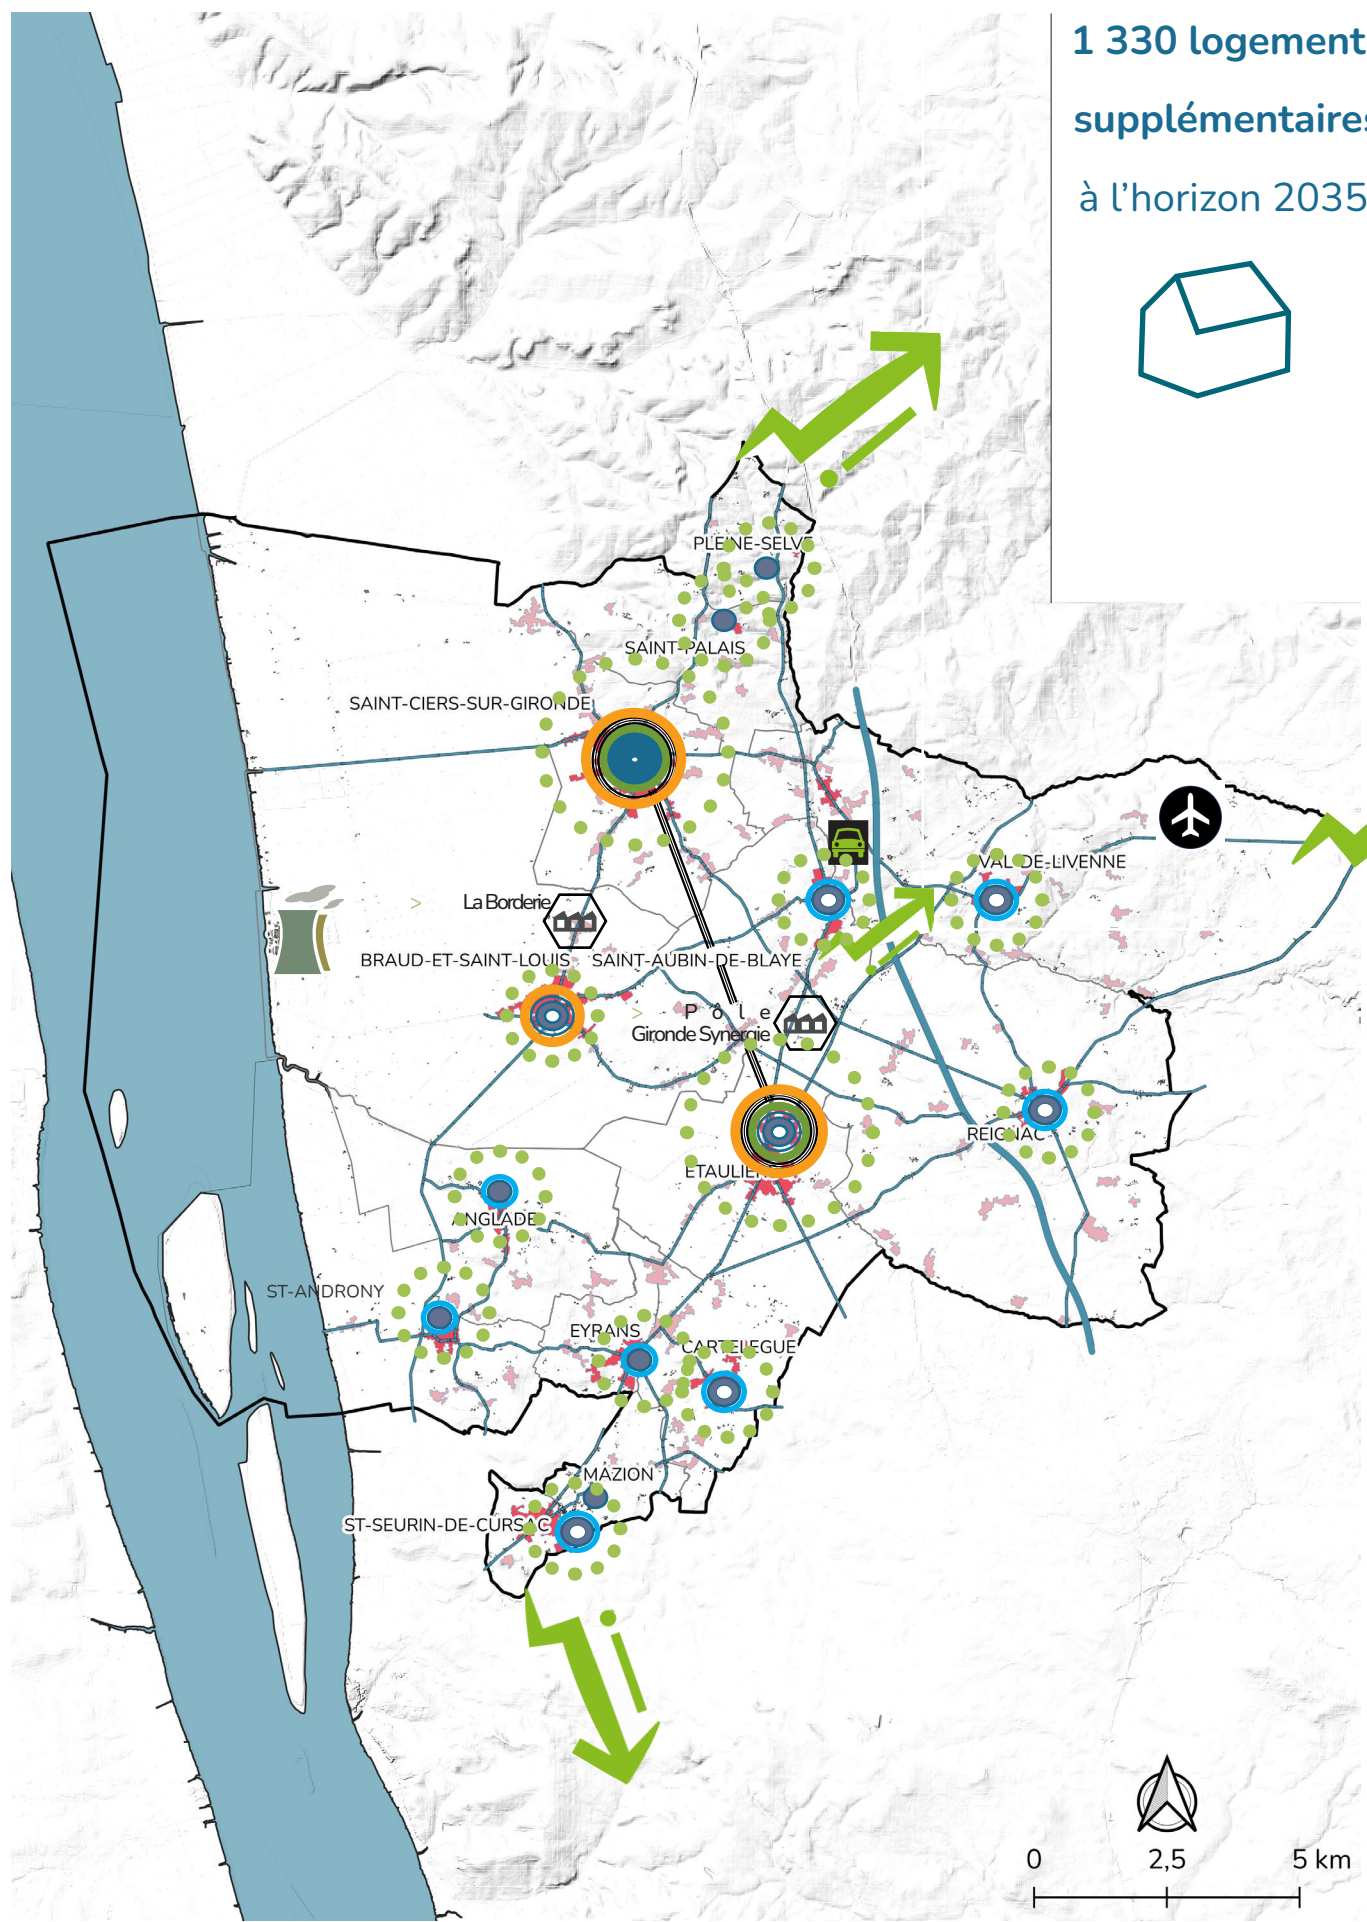 1 330 logement
supplémentaires
à l'horizon 2035
PLEINE-SELVE
SAINT-PALAIS
SAINT-CIERS-SUR-GIRONDE
VAL-DE-LIVENNE
La Borderie
BRAUD-ET-SAINT-LOUIS
SAINT-AUBIN-DE-BLAYE
Pôle
Gironde Synergie
REIGNAC
ETAULIERS
ANGLADE
ST-ANDRONY
EYRANS
CARTELEGUE
MAZION
ST-SEURIN-DE-CURSAC
0 2,5 5 km